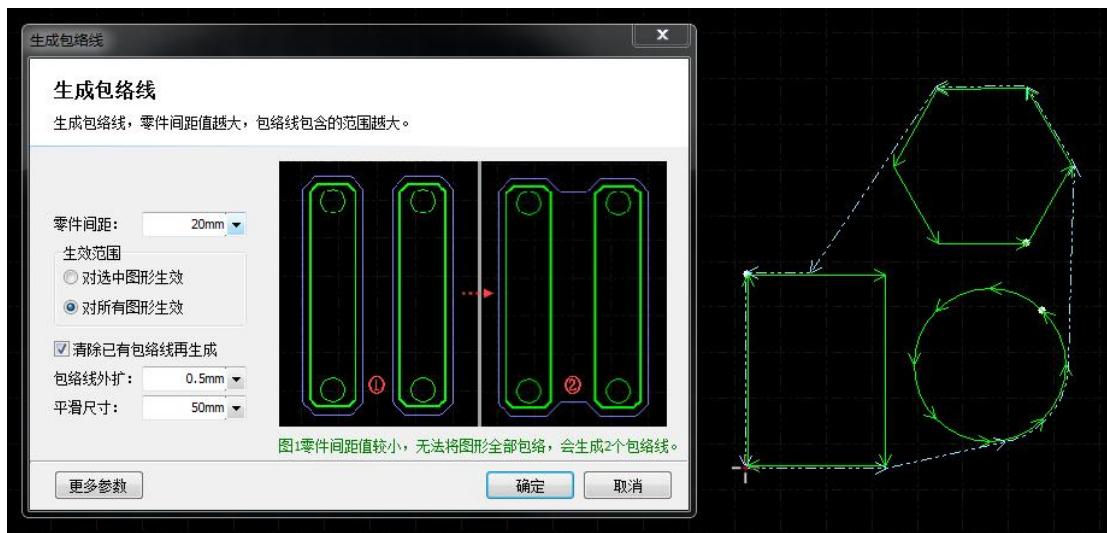 生成包络线
X
生成包络线
生成包络线，零件间距值越大，包络线包含的范围越大。
零件间距： 20mm
生效范围
对选中图形生效
对所有图形生效
清除已有包络线再生成
包络线外扩： 0.5mm
平滑尺寸： 50mm
① ②
图1零件间距值较小，无法将图形全部包络，会生成2个包络线。
更多参数 确定 取消